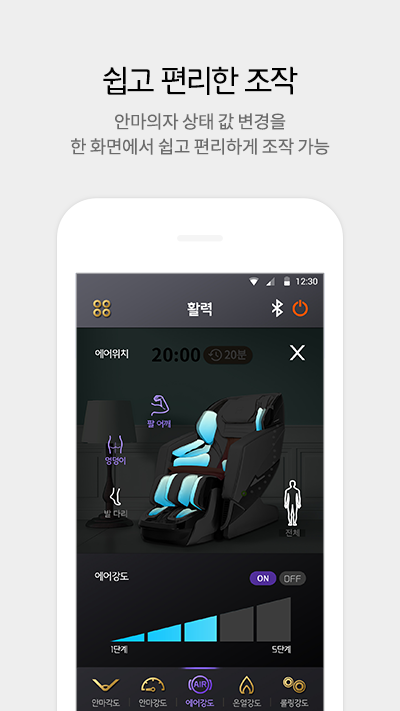 쉽고 편리한 조작
안마의자 상태 값 변경을
한 화면에서 쉽고 편리하게 조작 가능
12:30
활력
에어위치 20:00 20분 X
팔 어깨
엉덩이
발 다리
전체
에어강도 ON OFF
1단계 5단계
AIR
안마각도 안마강도 에어강도 온열강도 롤링강도